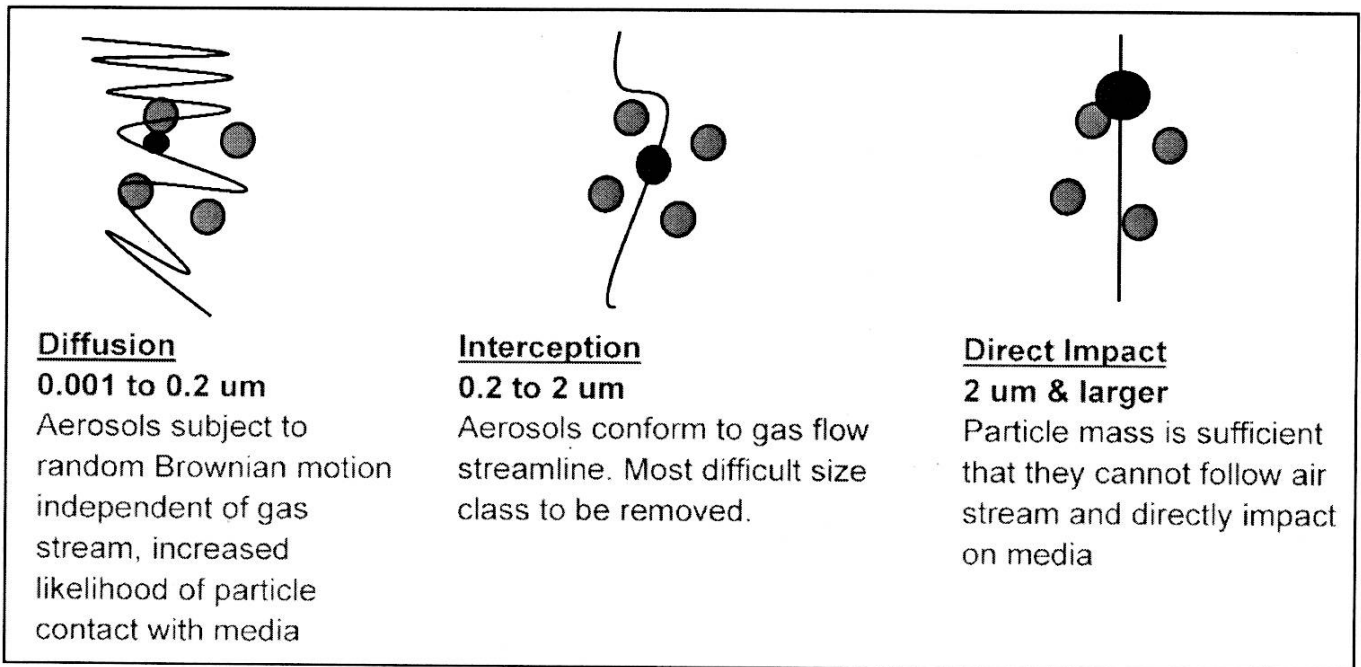 Diffusion
0.001 to 0.2 um
Aerosols subject to
random Brownian motion
independent of gas
stream, increased
likelihood of particle
contact with media
Interception
0.2 to 2 um
Aerosols conform to gas flow
streamline. Most difficult size
class to be removed.
Direct Impact
2 um & larger
Particle mass is sufficient
that they cannot follow air
stream and directly impact
on media